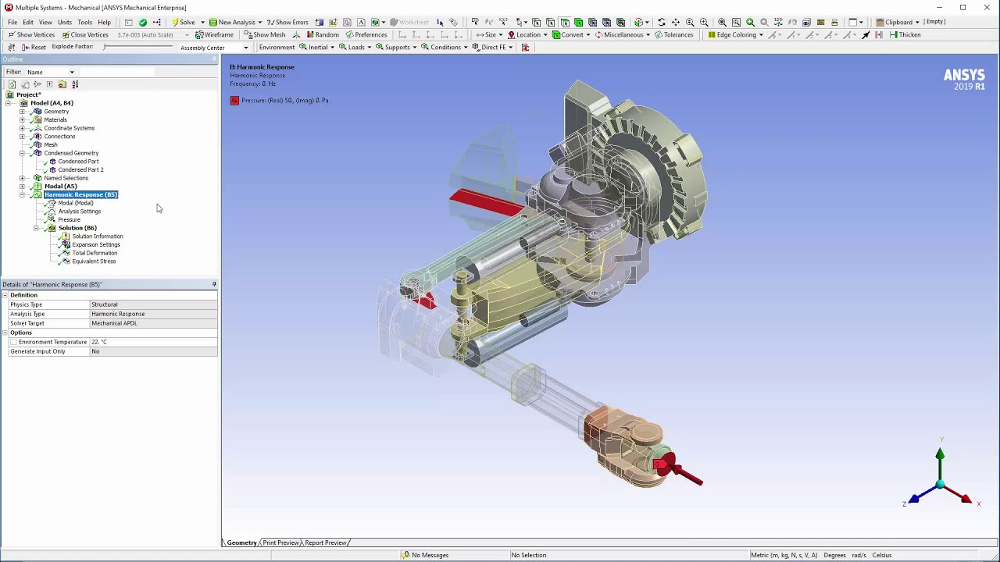 Multiple Systems - Mechanical [ANSYS Mechanical Enterprise]
File Edit View Units Tools Help Solve New Analysis ? Show Errors Worksheet Clipboard [ Empty ]
Show Vertices Close Vertices 3.7e-003 (Auto Scale) Wireframe Show Mesh Random Preferences Size Location Convert Miscellaneous Tolerances Edge Coloring Thicken
Reset Explode Factor: Assembly Center Environment Inertial Loads Supports Conditions Direct FE
Outline
Filter: Name
Project*
Model (A4, B4)
Geometry
Materials
Coordinate Systems
Connections
Mesh
Condensed Geometry
Condensed Part
Condensed Part 2
Named Selections
Modal (A5)
Harmonic Response (B5)
Modal (Modal)
Analysis Settings
Pressure
Solution (B6)
Solution Information
Expansion Settings
Total Deformation
Equivalent Stress
Details of "Harmonic Response (B5)"
Definition
Physics Type Structural
Analysis Type Harmonic Response
Solver Target Mechanical APDL
Options
Environment Temperature 22. °C
Generate Input Only No
B: Harmonic Response
Harmonic Response
Frequency: 0. Hz
G Pressure: (Real) 50., (Imag) 0. Pa
ANSYS
2019 R1
G
Y
Z
X
Geometry Print Preview Report Preview
No Messages No Selection Metric (m, kg, N, s, V, A) Degrees rad/s Celsius